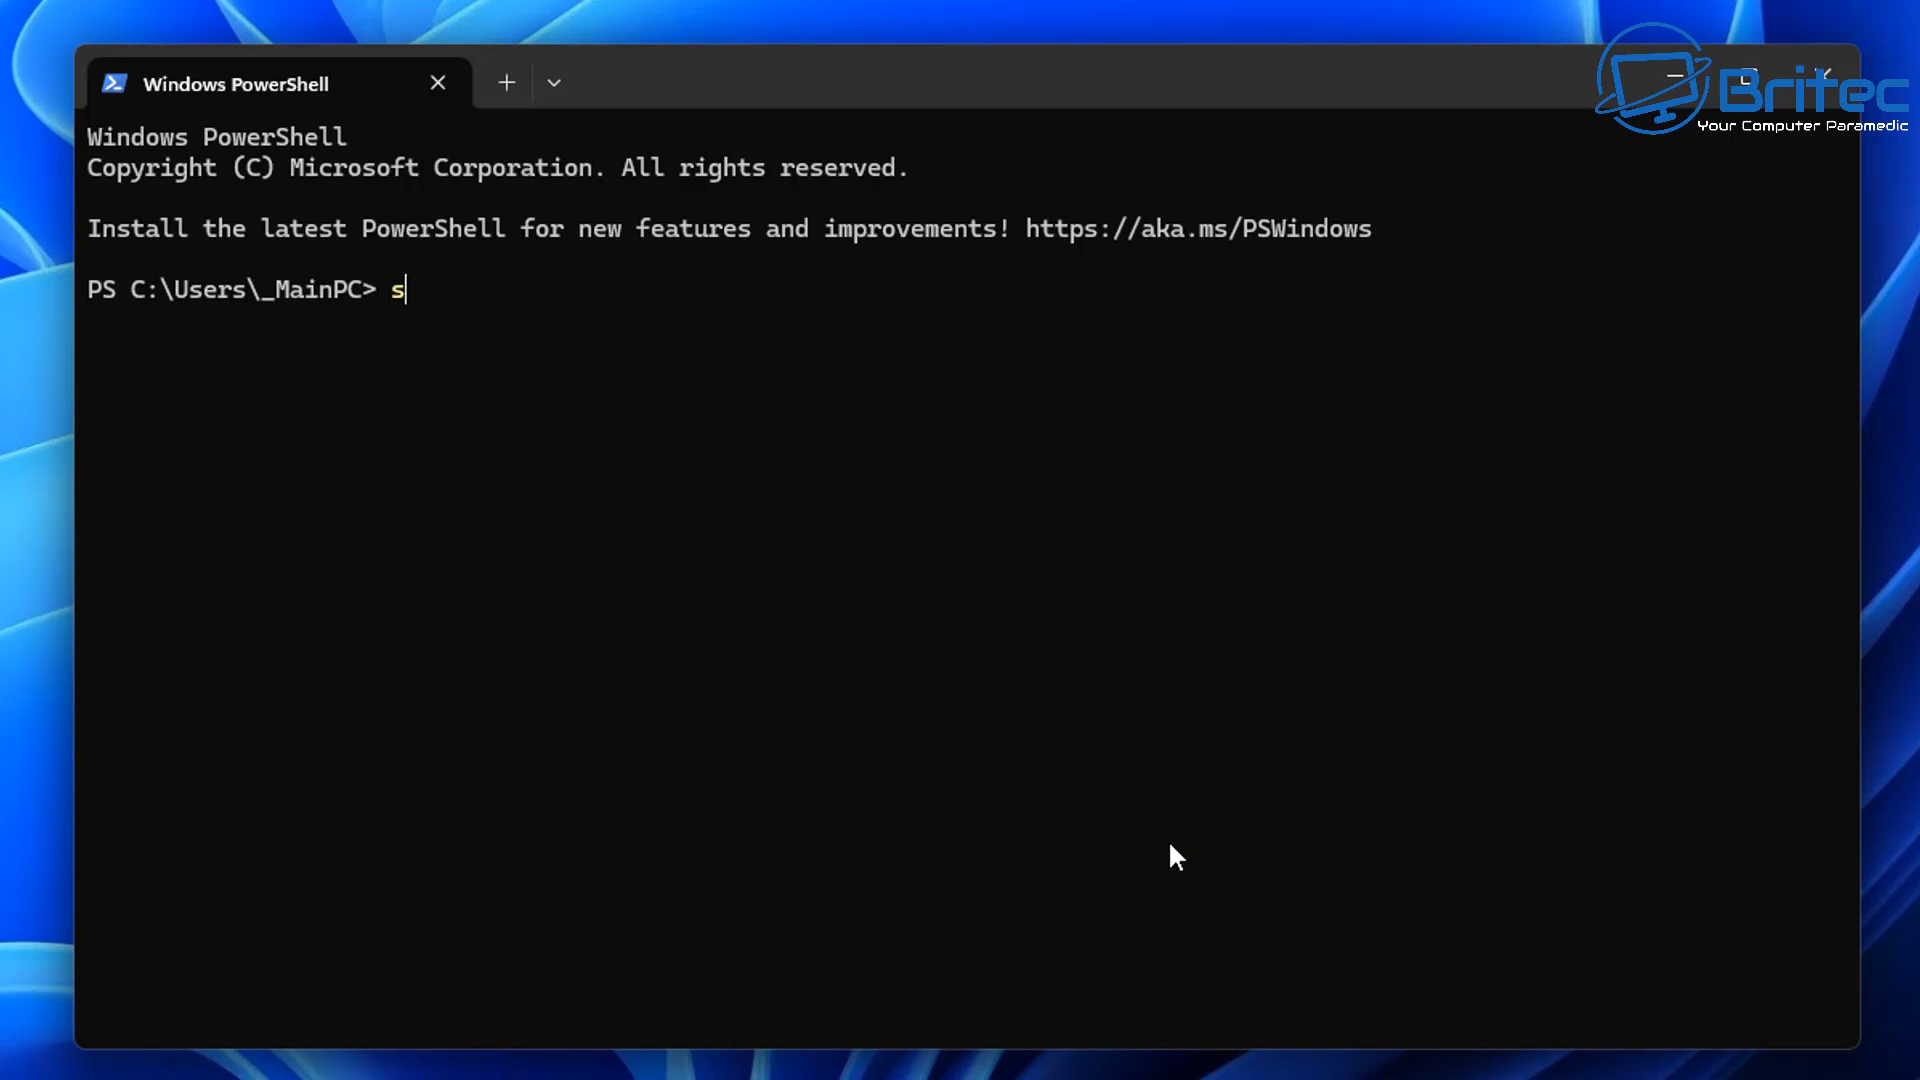 Windows PowerShell
Britec
Your Computer Paramedic
Windows PowerShell
Copyright (C) Microsoft Corporation. All rights reserved.
Install the latest PowerShell for new features and improvements! https://aka.ms/PSWindows
PS C:\Users\_MainPC> s